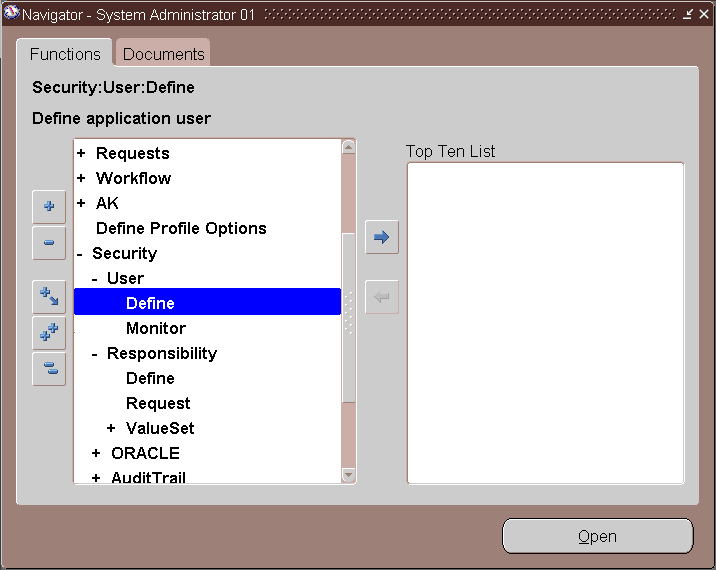 Navigator - System Administrator 01
Functions
Documents
Security:User:Define
Define application user
+ Requests
+ Workflow
+ AK
Define Profile Options
- Security
- User
Define
Monitor
- Responsibility
Define
Request
+ ValueSet
+ ORACLE
+ AuditTrail
Top Ten List
Open